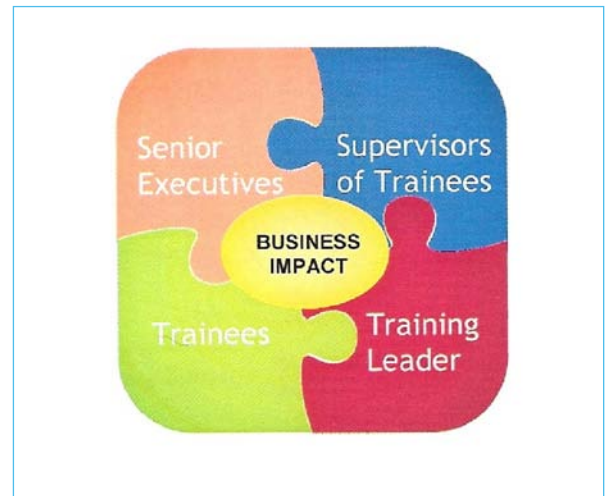 Senior
Executives
Supervisors
of Trainees
BUSINESS
IMPACT
Trainees
Training
Leader